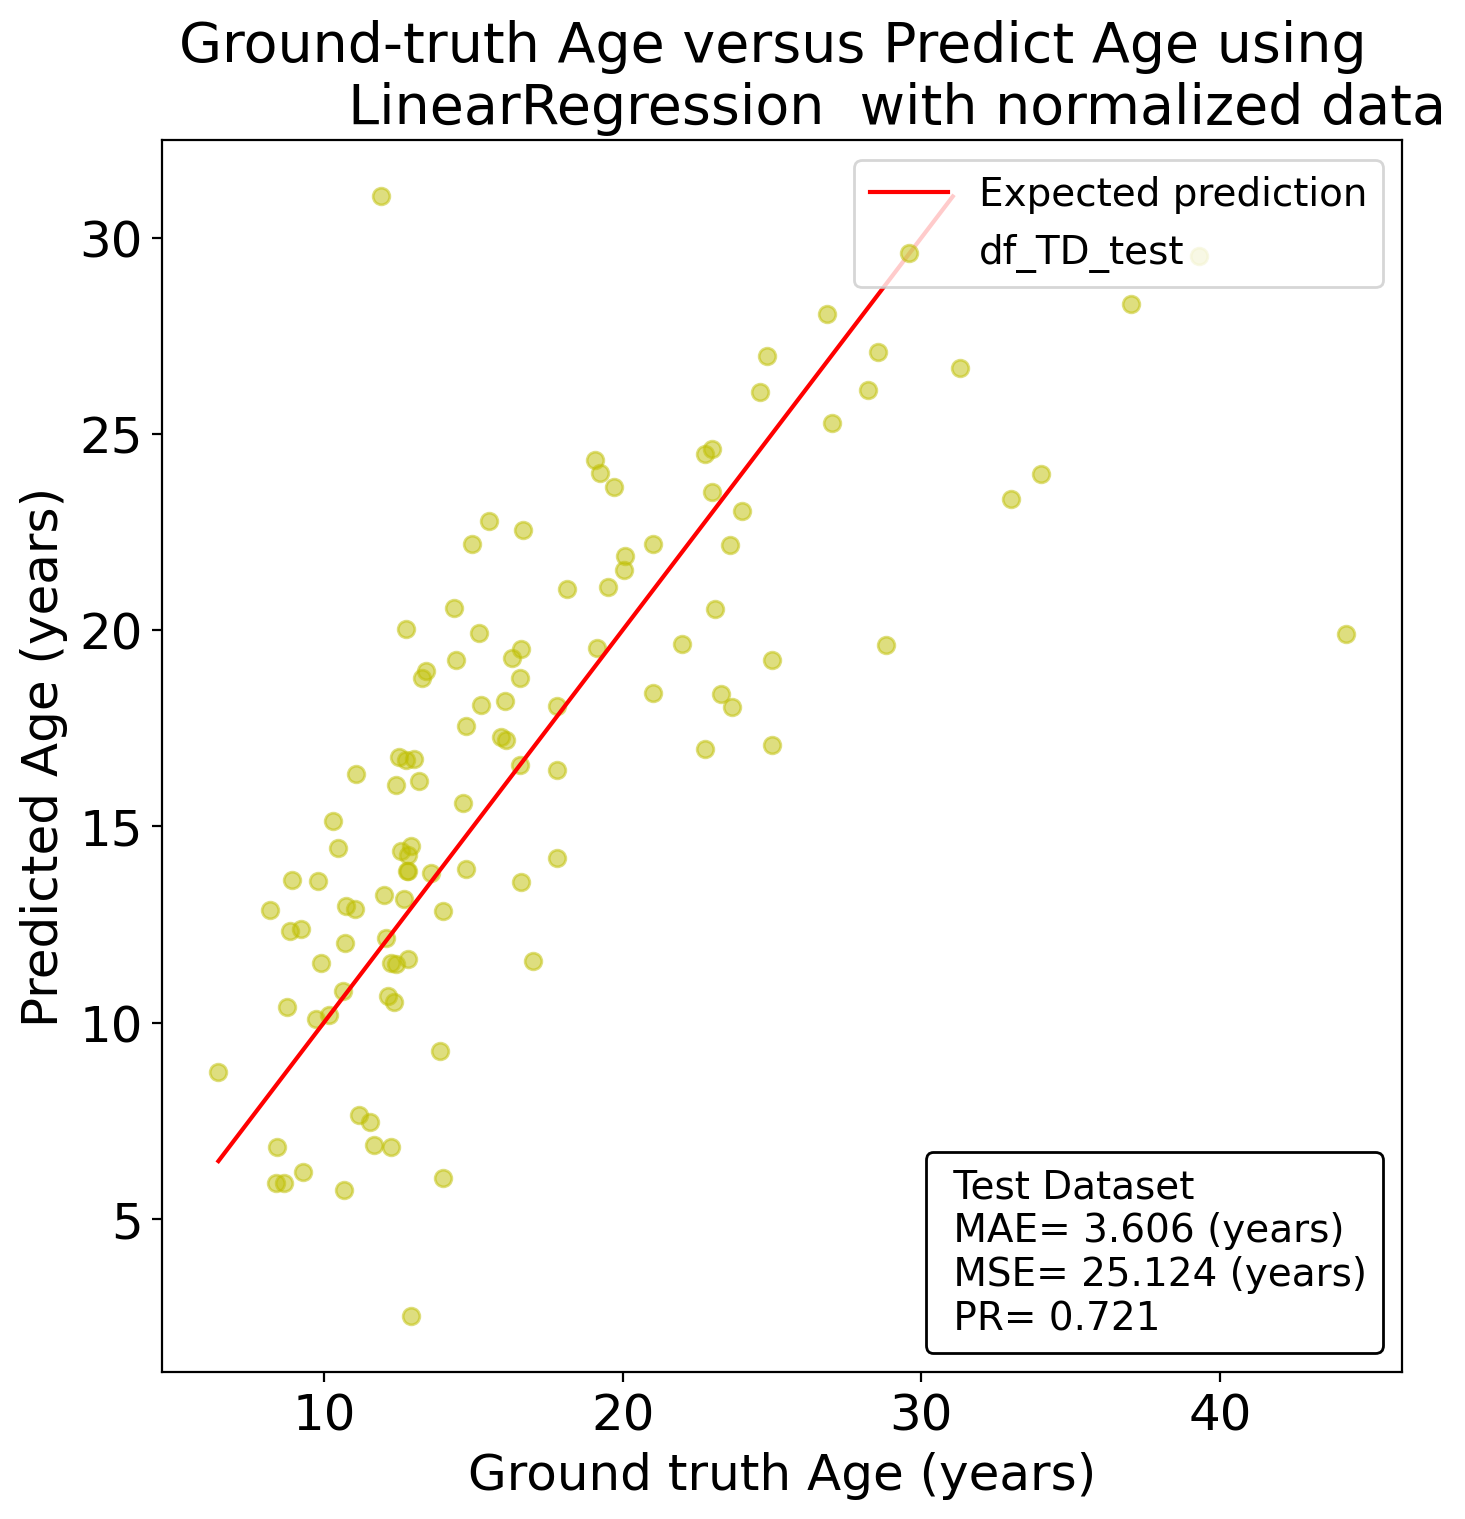 Ground-truth Age versus Predict Age using
LinearRegression  with normalized data
Expected prediction
df_TD_test
30
25
20
15
10
5
Predicted Age (years)
Test Dataset
MAE= 3.606 (years)
MSE= 25.124 (years)
PR= 0.721
10 20 30 40
Ground truth Age (years)